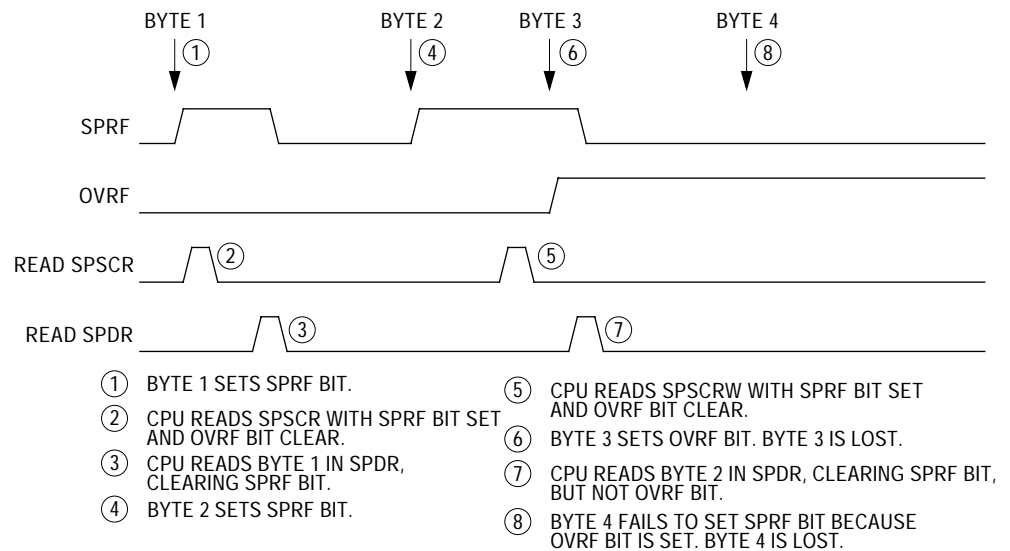 BYTE 1 BYTE 2 BYTE 3 BYTE 4
1 4 6 8
SPRF
OVRF
READ SPSCR 2 5
READ SPDR 3 7
1 BYTE 1 SETS SPRF BIT.
2 CPU READS SPSCR WITH SPRF BIT SET
AND OVRF BIT CLEAR.
3 CPU READS BYTE 1 IN SPDR,
CLEARING SPRF BIT.
4 BYTE 2 SETS SPRF BIT.
5 CPU READS SPSCRW WITH SPRF BIT SET
AND OVRF BIT CLEAR.
6 BYTE 3 SETS OVRF BIT. BYTE 3 IS LOST.
7 CPU READS BYTE 2 IN SPDR, CLEARING SPRF BIT,
BUT NOT OVRF BIT.
8 BYTE 4 FAILS TO SET SPRF BIT BECAUSE
OVRF BIT IS SET. BYTE 4 IS LOST.